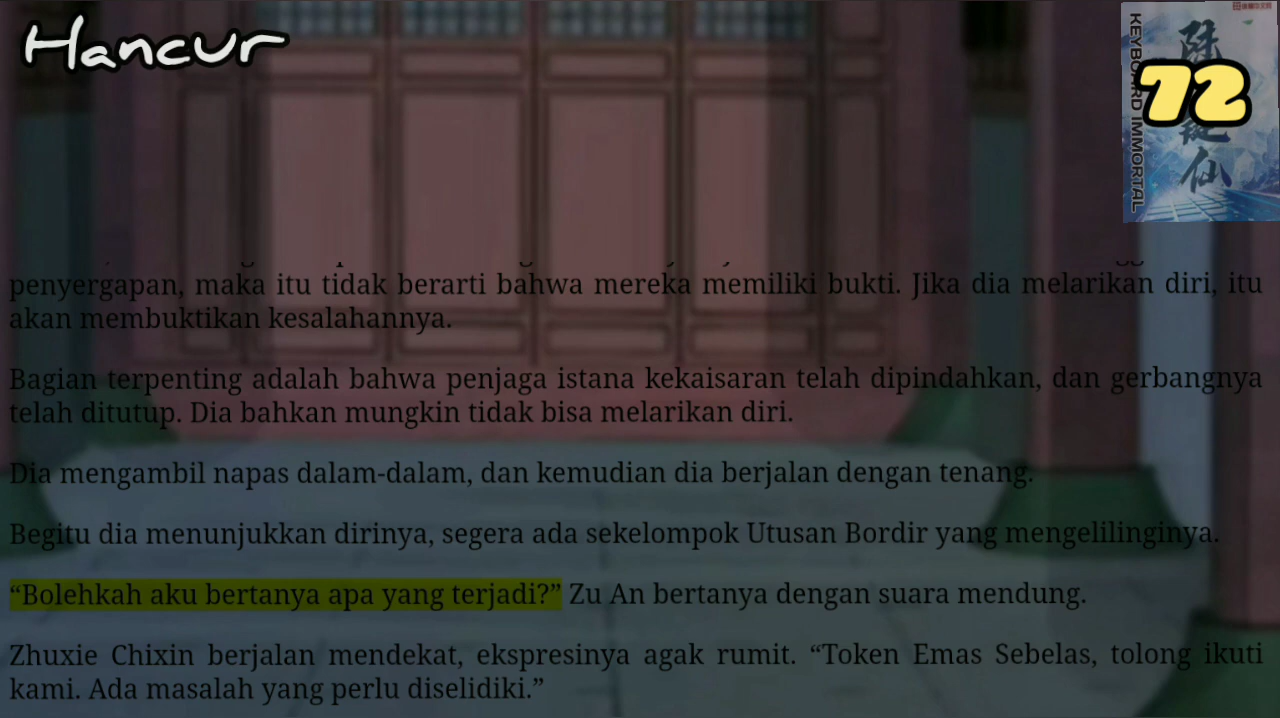 Hancur
72
KEYBOARD IMMORTAL
penyergapan, maka itu tidak berarti bahwa mereka memiliki bukti. Jika dia melarikan diri, itu
akan membuktikan kesalahannya.
Bagian terpenting adalah bahwa penjaga istana kekaisaran telah dipindahkan, dan gerbangnya
telah ditutup. Dia bahkan mungkin tidak bisa melarikan diri.
Dia mengambil napas dalam-dalam, dan kemudian dia berjalan dengan tenang.
Begitu dia menunjukkan dirinya, segera ada sekelompok Utusan Bordir yang mengelilinginya.
“Bolehkah aku bertanya apa yang terjadi?” Zu An bertanya dengan suara mendung.
Zhuxie Chixin berjalan mendekat, ekspresinya agak rumit. “Token Emas Sebelas, tolong ikuti
kami. Ada masalah yang perlu diselidiki.”